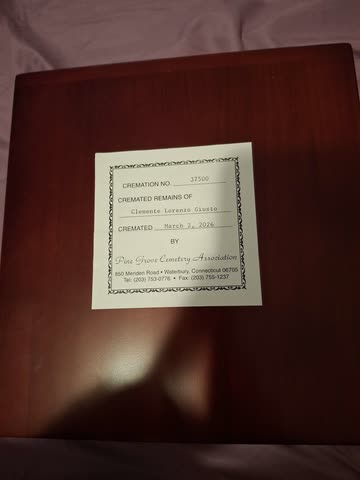 CREMATION NO. 37500
CREMATED REMAINS OF
Clemente Lorenzo Giusto
CREMATED March 2, 2026
BY
Pine Grove Cemetery Association
850 Meriden Road • Waterbury, Connecticut 06705
Tel: (203) 753-0776 • Fax: (203) 755-1237